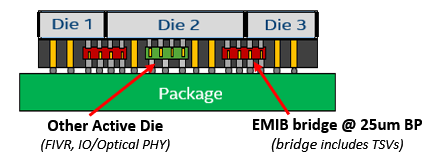 Die 1 Die 2 Die 3
Package
Other Active Die EMIB bridge @ 25um BP
(FIVR, IO/Optical PHY) (bridge includes TSVs)